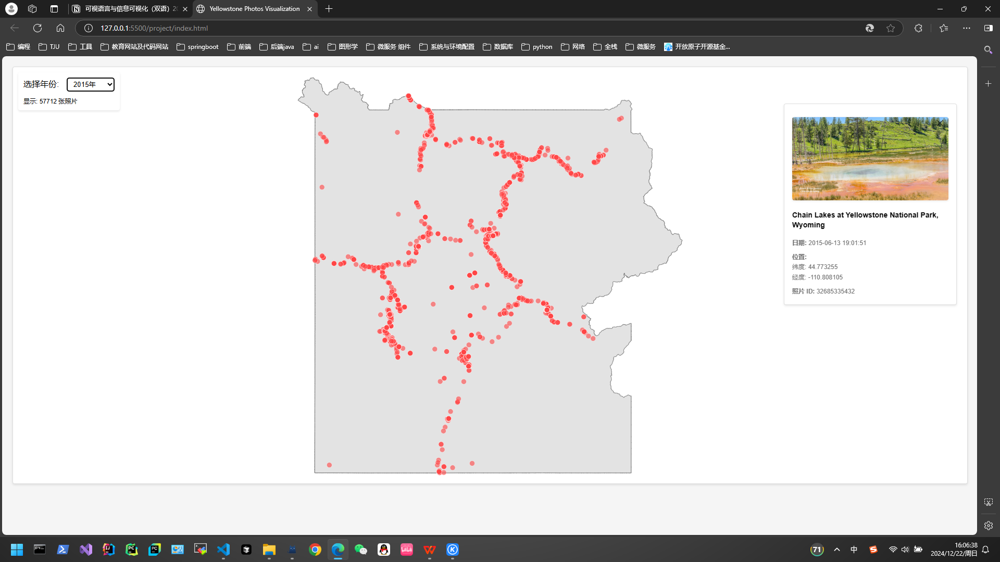 可视语言与信息可视化（双语）2
Yellowstone Photos Visualization
127.0.0.1:5500/project/index.html
编程 TJU 工具 教育网站及代码网站 springboot 前端 后端java ai 图形学 微服务 组件 系统与环境配置 数据库 python 网络 全栈 微服务 开放原子开源基金...
选择年份: 2015年
显示: 57712 张照片
Chain Lakes at Yellowstone National Park,
Wyoming
日期: 2015-06-13 19:01:51
位置:
纬度: 44.773255
经度: -110.808105
照片 ID: 32685335432
71
中
16:06:38
2024/12/22/周日